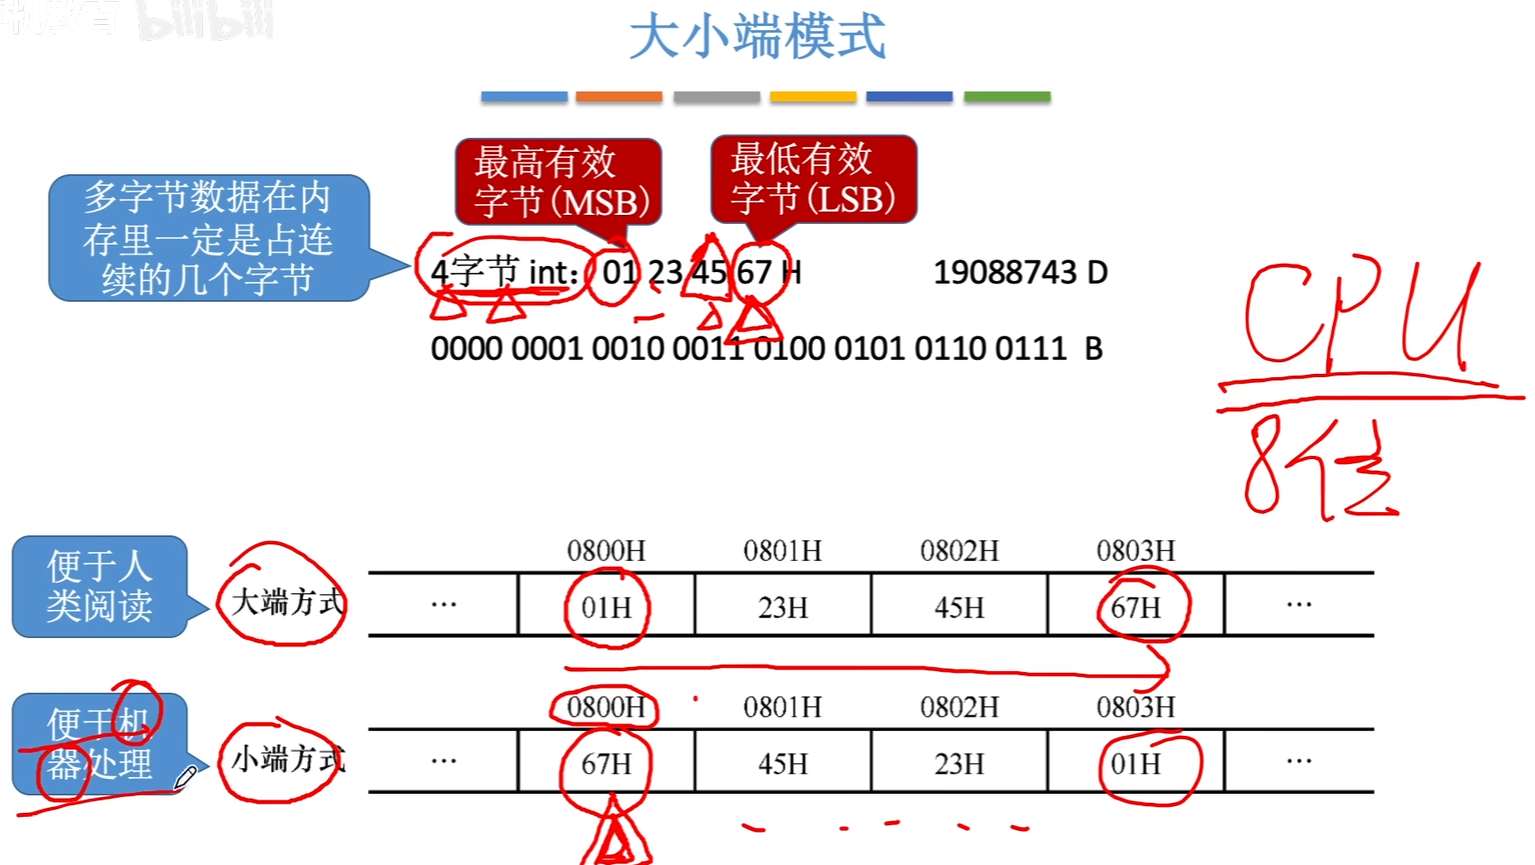 机教育 bilibili
大小端模式
最高有效
字节(MSB)
最低有效
字节(LSB)
多字节数据在内
存里一定是占连
续的几个字节
4字节 int: 01 23 45 67 H 19088743 D
0000 0001 0010 0011 0100 0101 0110 0111 B
CPU
8位
便于人
类阅读
大端方式
0800H 0801H 0802H 0803H
… 01H 23H 45H 67H …
便于机
器处理
小端方式
0800H 0801H 0802H 0803H
… 67H 45H 23H 01H …